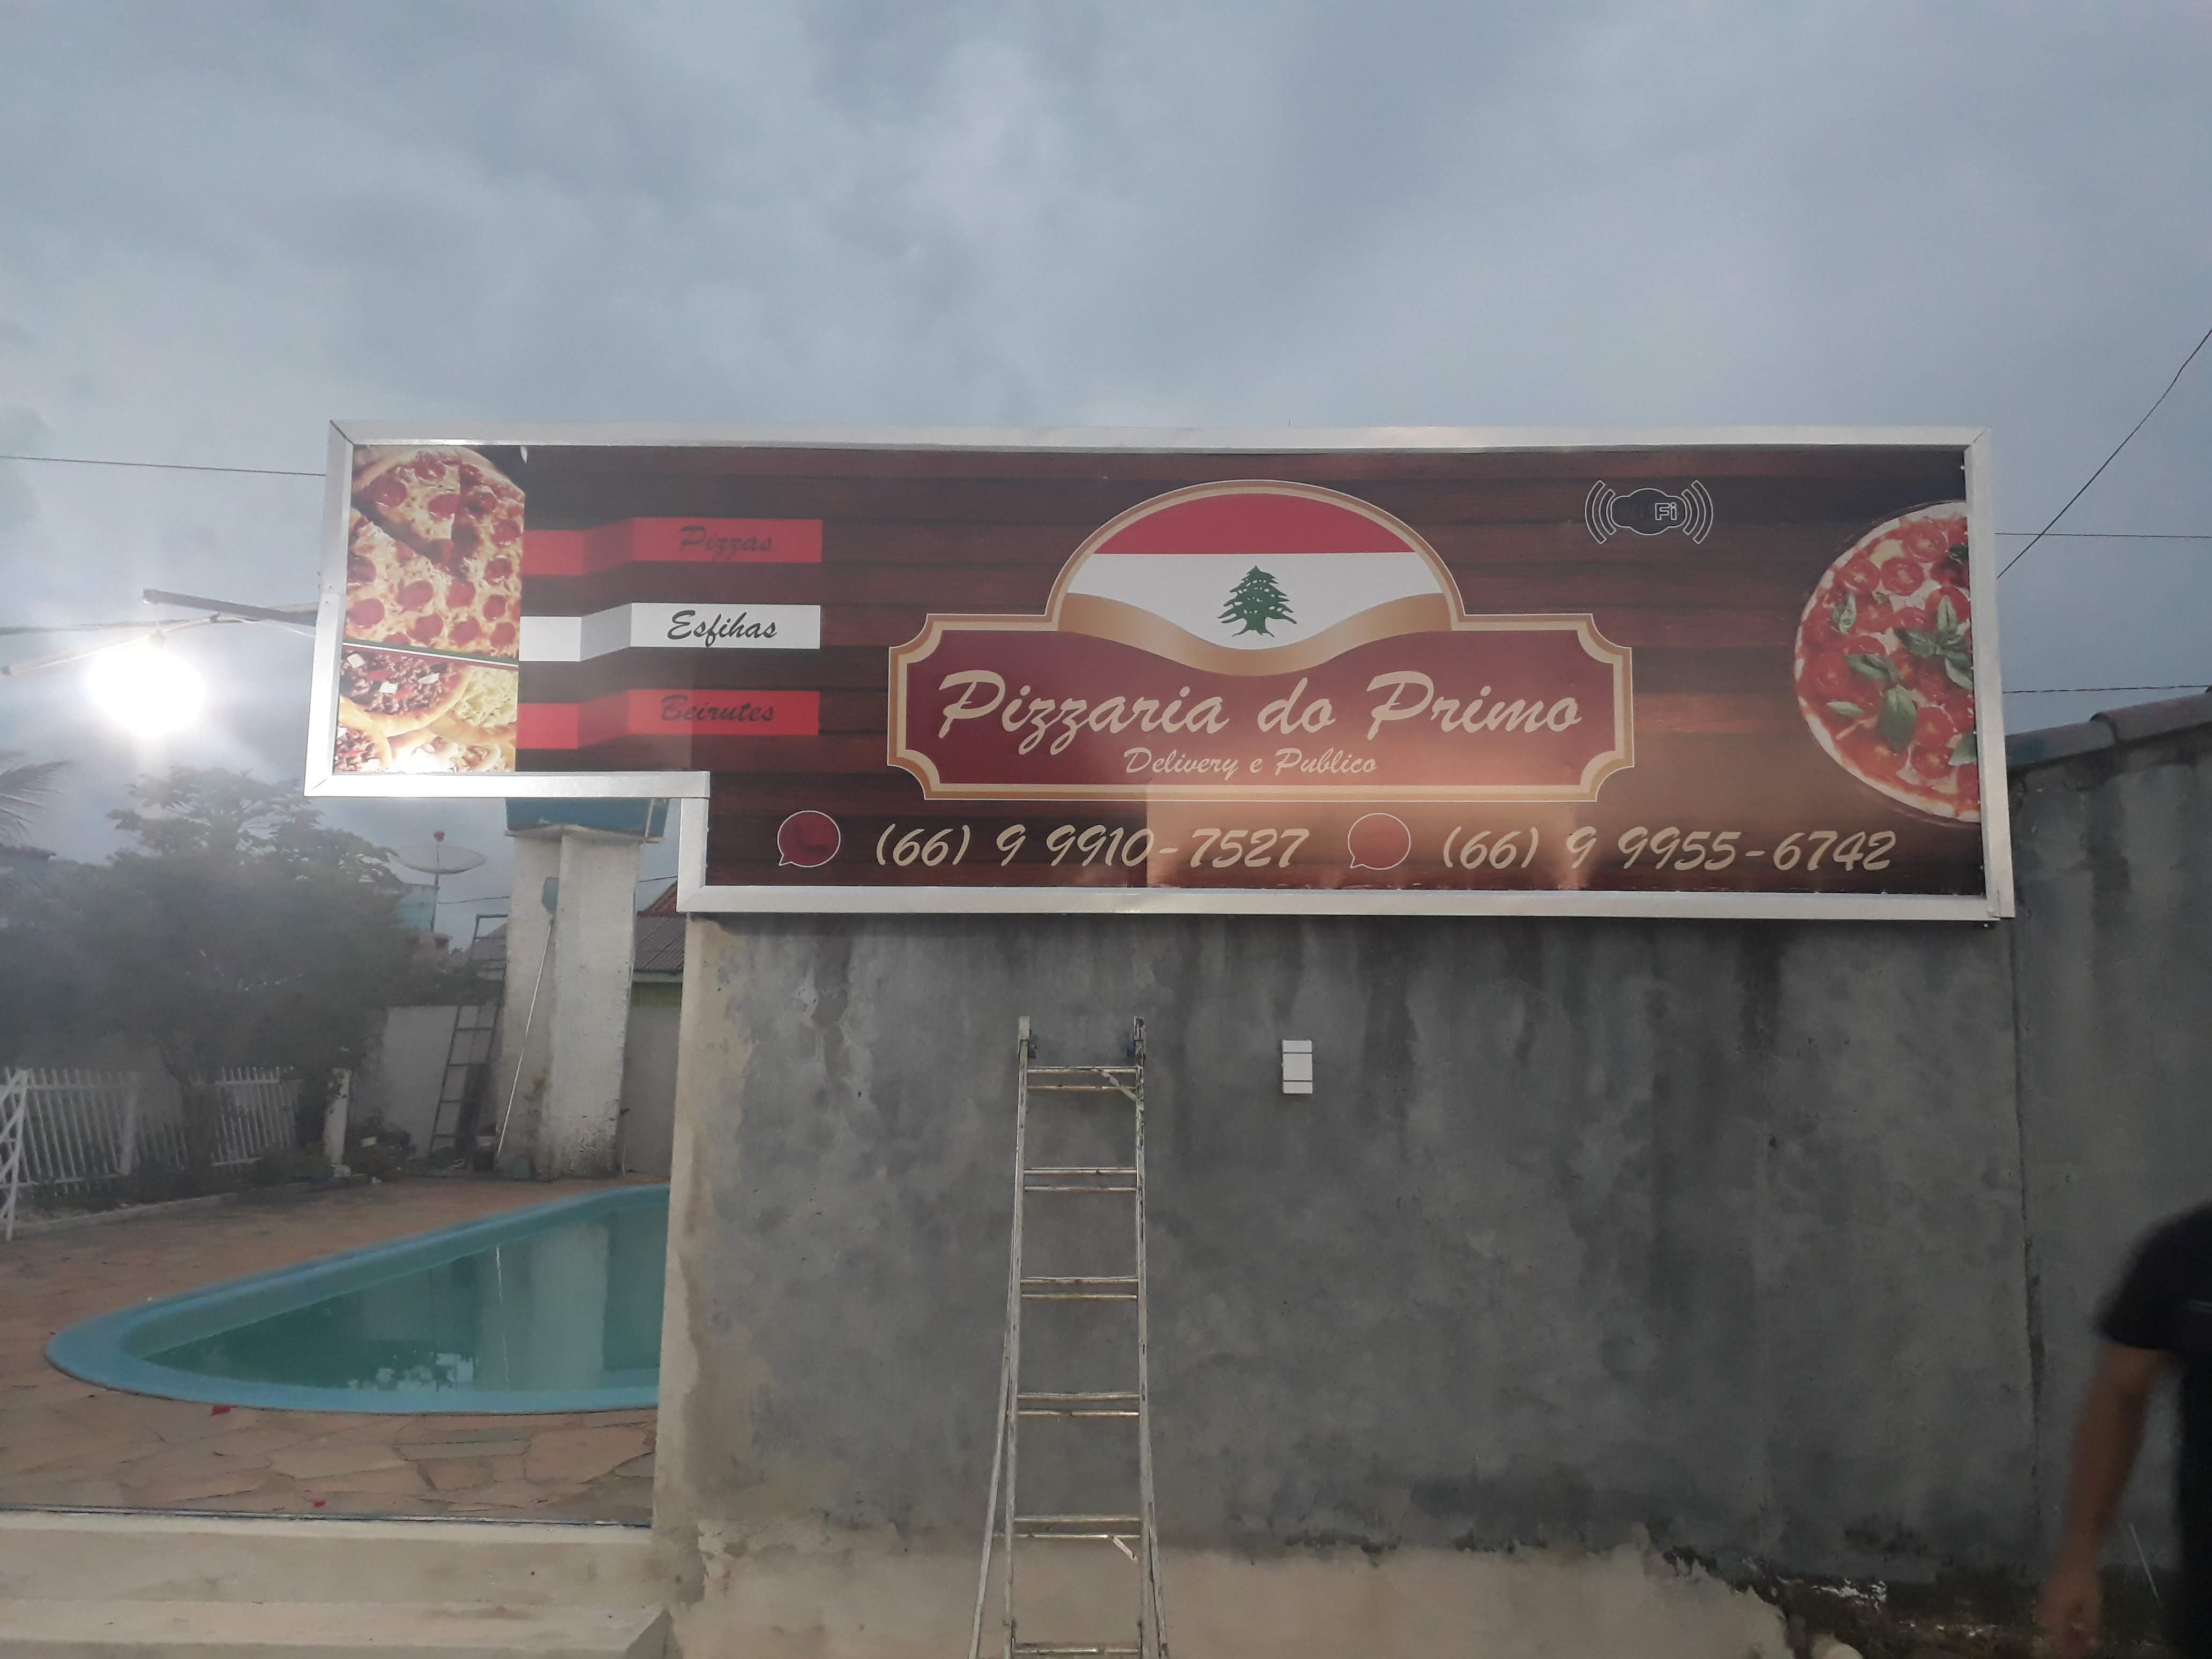 Pizzas
Esfihas
Beirutes
Fi
Pizzaria do Primo
Delivery e Publico
(66) 9 9910-7527
(66) 9 9955-6742